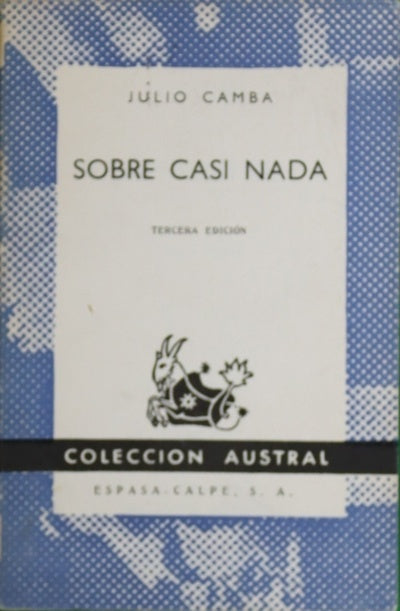 JULIO CAMBA
SOBRE CASI NADA
TERCERA EDICIÓN
COLECCION AUSTRAL
ESPASA-CALPE, S. A.